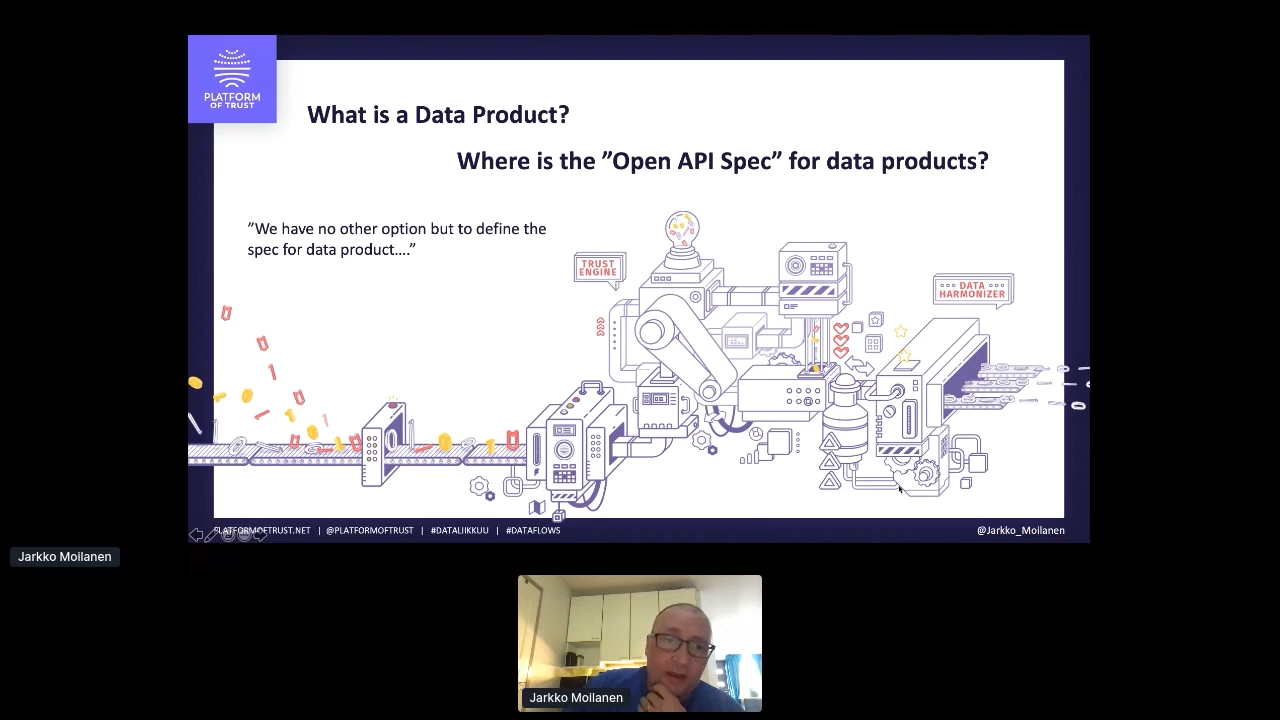 PLATFORM
OF TRUST
What is a Data Product?
Where is the ”Open API Spec” for data products?
”We have no other option but to define the
spec for data product....”
TRUST
ENGINE
DATA
HARMONIZER
PLATFORMOFTRUST.NET | @PLATFORMOFTRUST | #DATALIIKKUU | #DATAFLOWS
@Jarkko_Moilanen
Jarkko Moilanen
Jarkko Moilanen